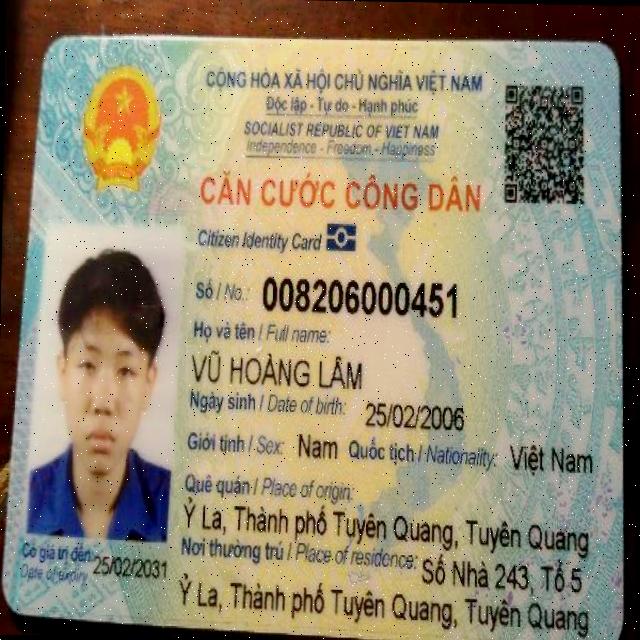 CỘNG HÒA XÃ HỘI CHỦ NGHĨA VIỆT NAM
Độc lập - Tự do - Hạnh phúc
SOCIALIST REPUBLIC OF VIET NAM
Independence - Freedom - Happiness
CĂN CƯỚC CÔNG DÂN
Citizen Identity Card
Số / No.: 008206000451
Họ và tên / Full name:
VŨ HOÀNG LÂM
Ngày sinh / Date of birth: 25/02/2006
Giới tính / Sex: Nam Quốc tịch / Nationality: Việt Nam
Quê quán / Place of origin:
Ỷ La, Thành phố Tuyên Quang, Tuyên Quang
Nơi thường trú / Place of residence: Số Nhà 243, Tổ 5
Ỷ La, Thành phố Tuyên Quang, Tuyên Quang
Có giá trị đến: 25/02/2031
Date of expiry